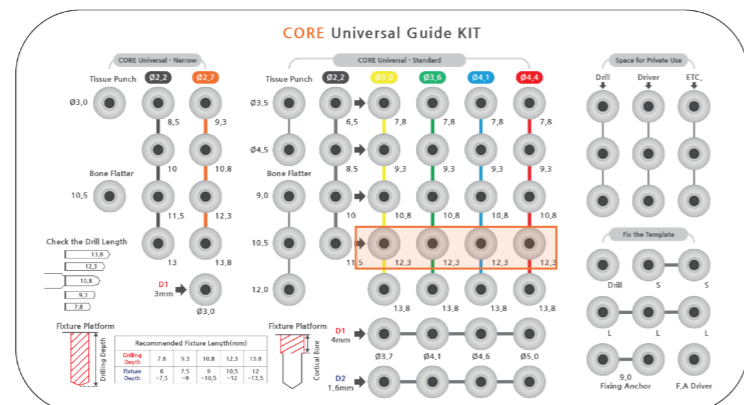 CORE Universal Guide KIT
CORE Universal - Narrow
CORE Universal - Standard
Space for Private Use
Tissue Punch Ø2,2 Ø2,7
Tissue Punch Ø2,2 Ø3,0 Ø3,6 Ø4,1 Ø4,4
Drill Driver ETC,
Ø3,0
Ø3,5
8,5 9,3
6,5 7,8 7,8 7,8 7,8
Ø4,5
10 10,8
8,5 9,3 9,3 9,3 9,3
Bone Flatter
Bone Flatter
10,5
9,0
11,5 12,3
10 10,8 10,8 10,8 10,8
Fix the Template
Check the Drill Length
13,8
12,3
10,8
9,3
7,8
10,5
13 13,8
11,5 12,3 12,3 12,3 12,3
Drill S S
D1
3mm
Ø3,0
12,0
13,8 13,8 13,8 13,8
L L L
Fixture Platform
Drilling Depth
Recommended Fixture Length(mm)
Drilling Depth 7,8 9,3 10,8 12,3 13,8
Fixture Depth 6 ~7,5 7,5 ~9 9 ~10,5 10,5 ~12 12 ~13,5
Fixture Platform
Cortical Bone
D1
4mm
Ø3,7 Ø4,1 Ø4,6 Ø5,0
D2
1,6mm
9,0
Fixing Anchor F,A Driver